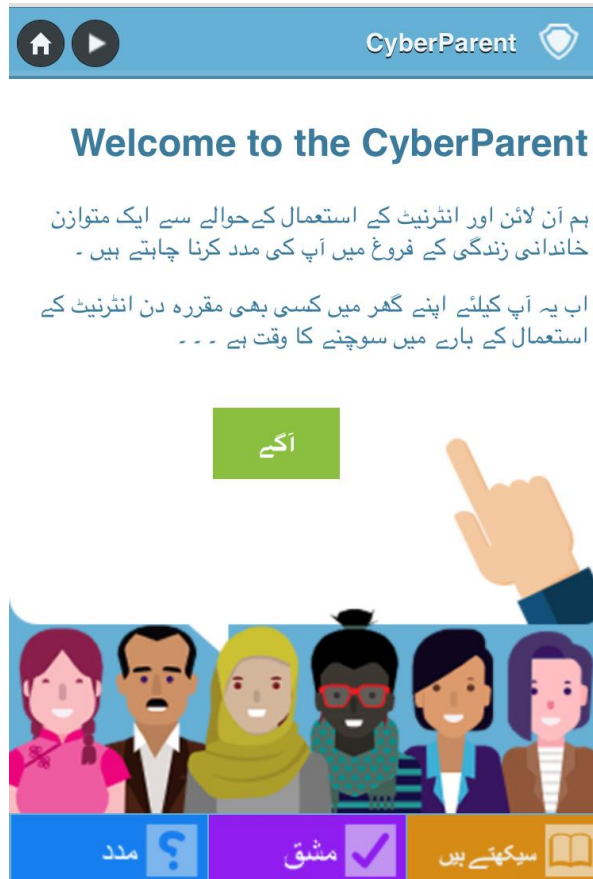 CyberParent
Welcome to the CyberParent
ہم آن لائن اور انٹرنیٹ کے استعمال کےحوالے سے ایک متوازن
خاندانی زندگی کے فروغ میں آپ کی مدد کرنا چاہتے ہیں ۔
اب یہ آپ کیلئے اپنے گھر میں کسی بھی مقررہ دن انٹرنیٹ کے
استعمال کے بارے میں سوچنے کا وقت ہے ۔ ۔ ۔
آگے
سیکھتے ہیں
مشق
مدد